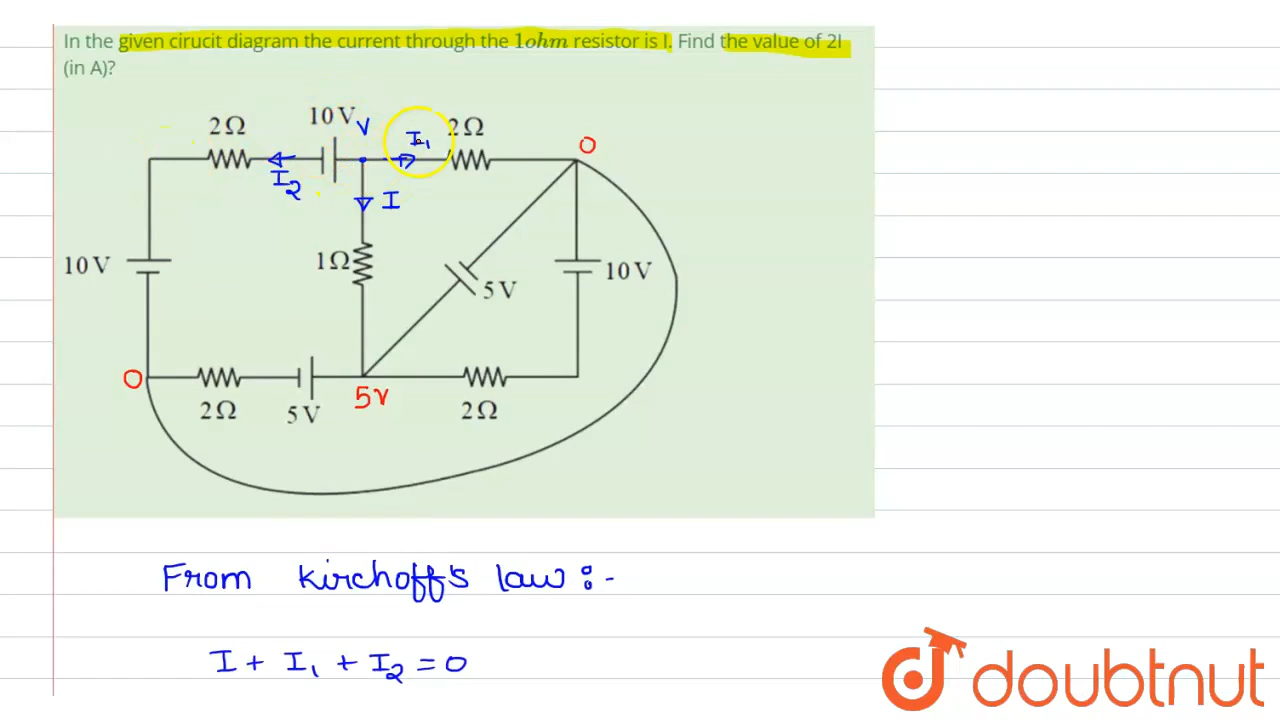 In the given cirucit diagram the current through the 1ohm resistor is I. Find the value of 2I
(in A)?
10V
2Ω
V
I₁
2Ω
0
I₂
I
10V
1Ω
5V
10V
0
5V
2Ω
5V
2Ω
From kirchoff's law :-
I + I₁ + I₂ = 0
doubtnut